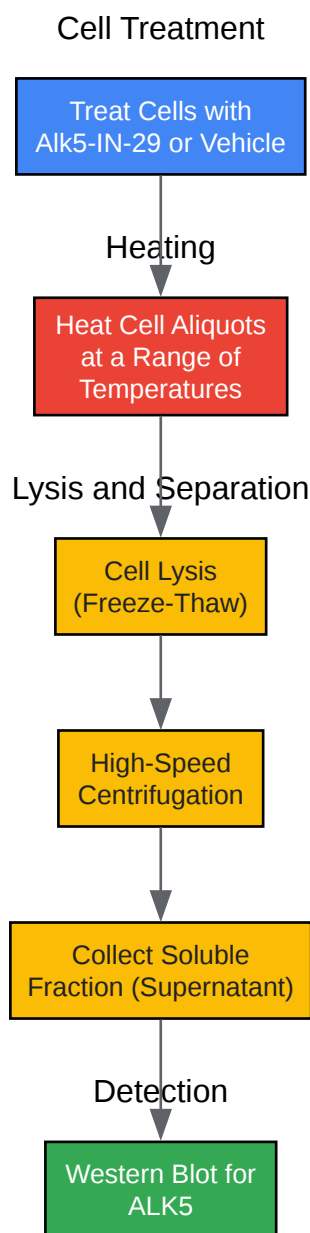 Cell Treatment
Treat Cells with
Alk5-IN-29 or Vehicle
Heating
Heat Cell Aliquots
at a Range of
Temperatures
Lysis and Separation
Cell Lysis
(Freeze-Thaw)
High-Speed
Centrifugation
Collect Soluble
Fraction (Supernatant)
Detection
Western Blot for
ALK5